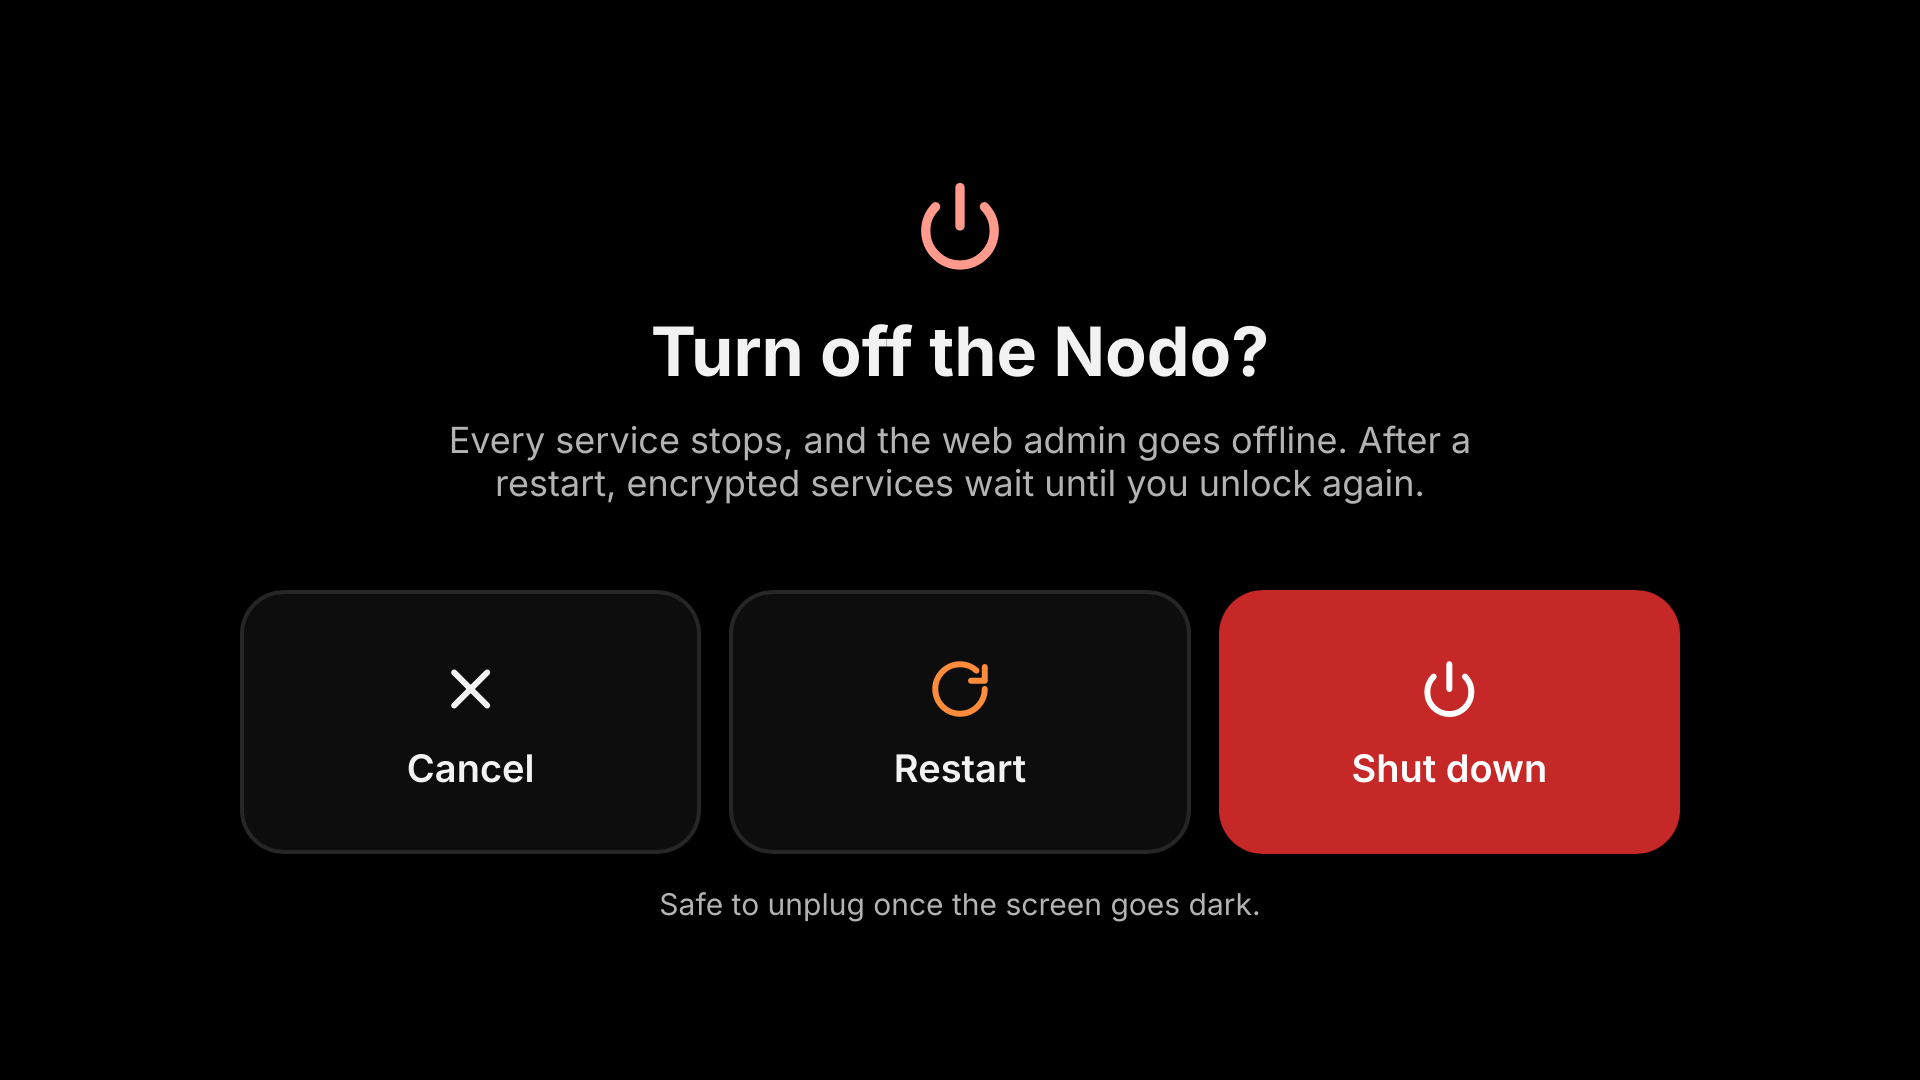 Turn off the Nodo?
Every service stops, and the web admin goes offline. After a
restart, encrypted services wait until you unlock again.
Cancel
Restart
Shut down
Safe to unplug once the screen goes dark.